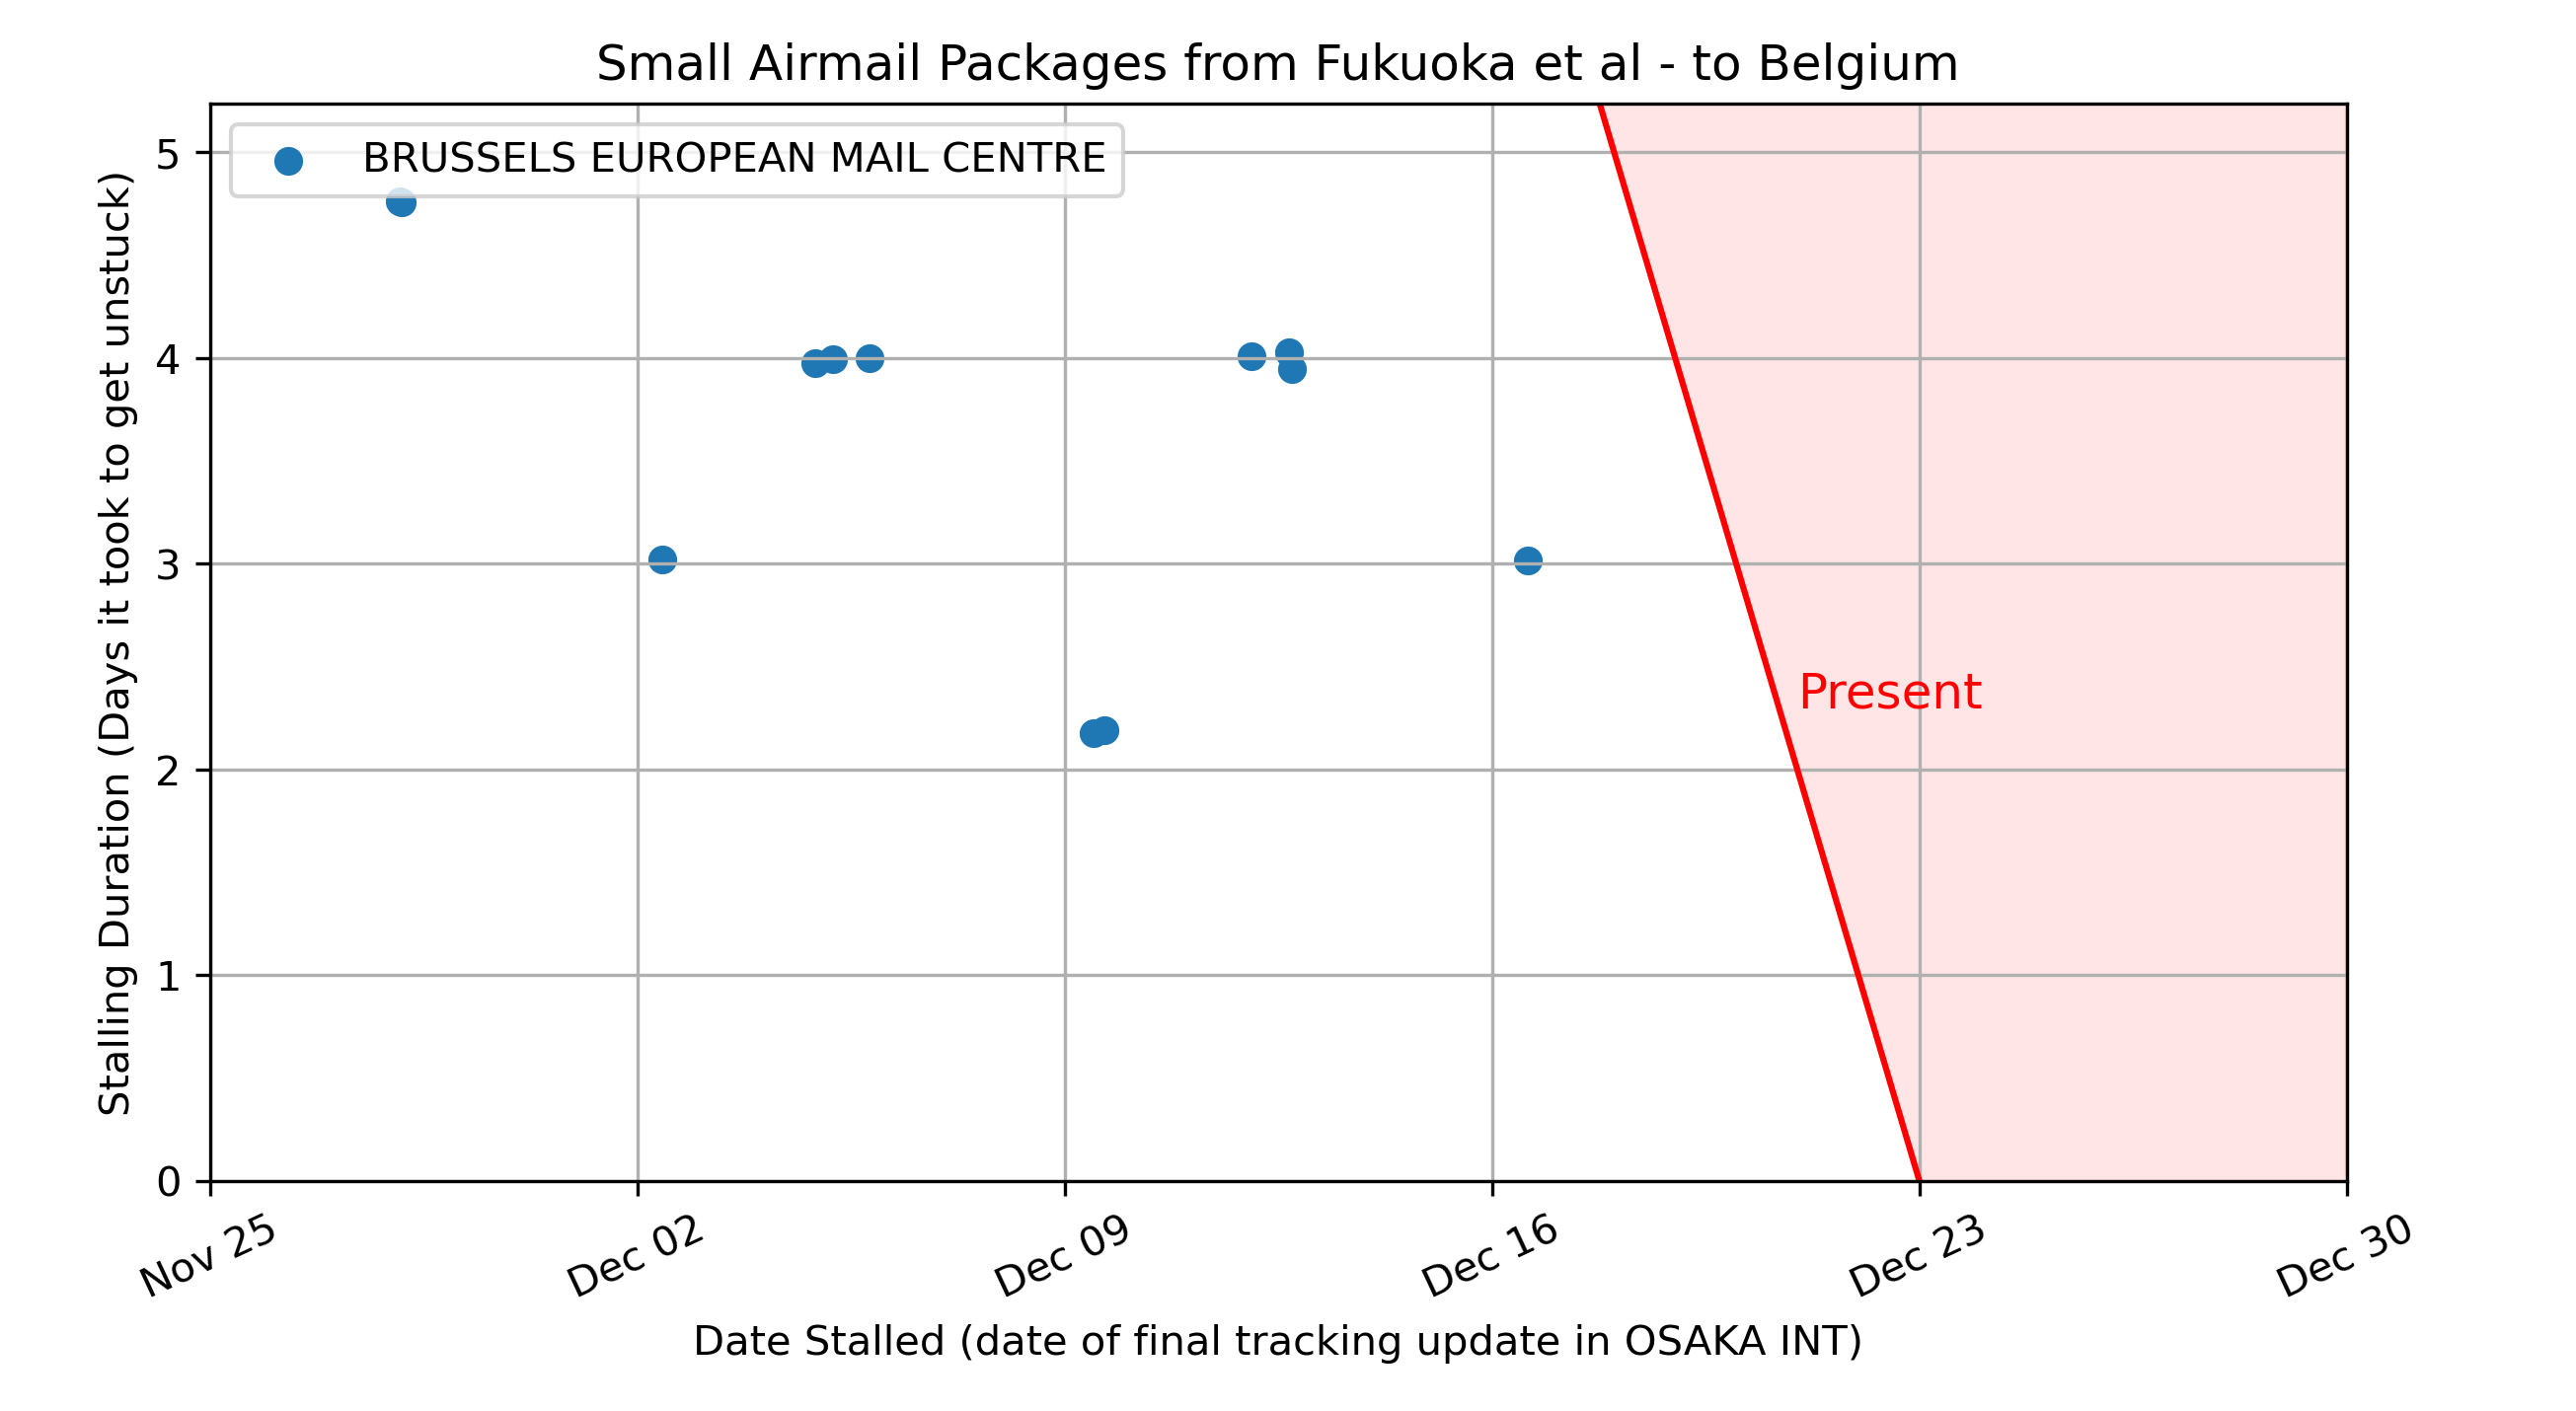 Small Airmail Packages from Fukuoka et al - to Belgium
BRUSSELS EUROPEAN MAIL CENTRE
Stalling Duration (Days it took to get unstuck)
5
4
3
2
1
0
Present
Nov 25
Dec 02
Dec 09
Dec 16
Dec 23
Dec 30
Date Stalled (date of final tracking update in OSAKA INT)